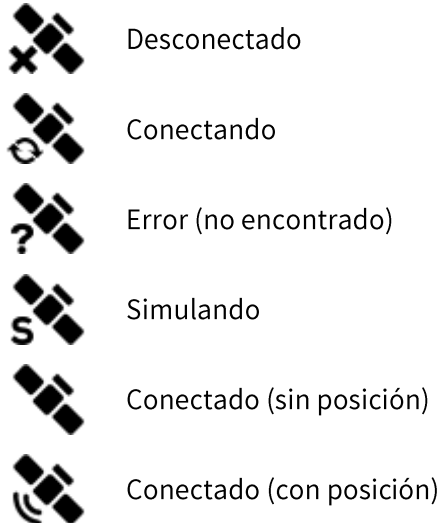 Desconectado
Conectando
? Error (no encontrado)
S Simulando
Conectado (sin posición)
Conectado (con posición)